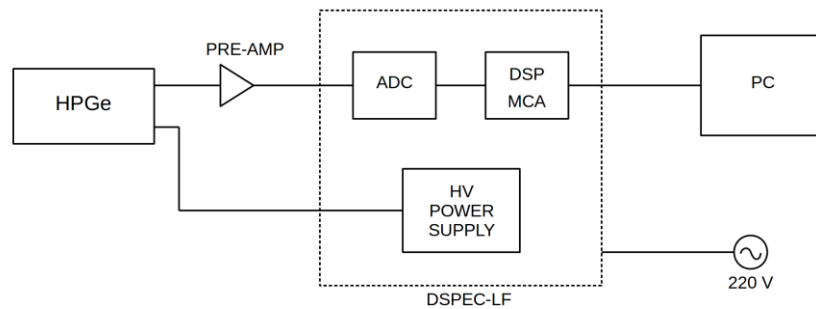 PRE-AMP
HPGe
ADC
DSP
MCA
PC
HV
POWER
SUPPLY
220 V
DSPEC-LF